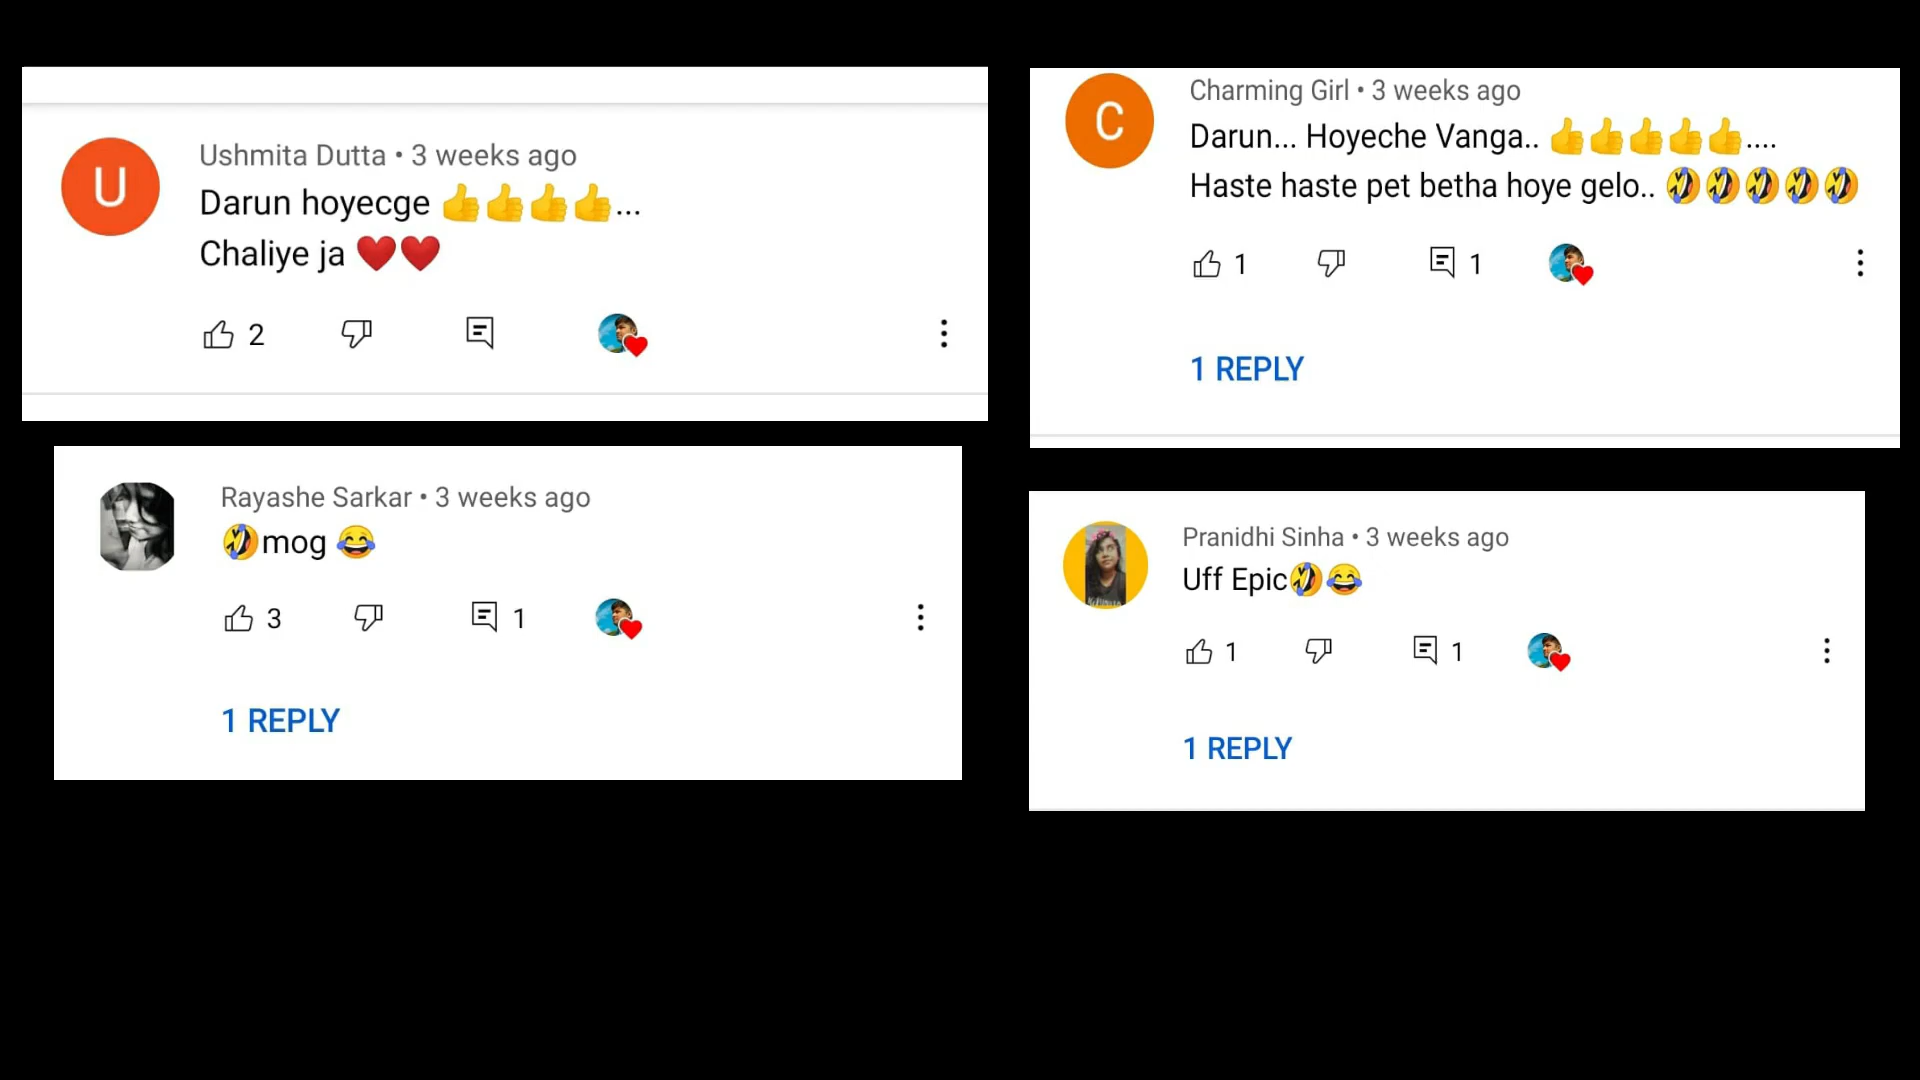 Ushmita Dutta • 3 weeks ago
Darun hoyecge 👍👍👍👍...
Chaliye ja ❤️❤️
2
Charming Girl • 3 weeks ago
Darun... Hoyeche Vanga.. 👍👍👍👍👍....
Haste haste pet betha hoye gelo.. 🤣🤣🤣🤣🤣
1 1
1 REPLY
Rayashe Sarkar • 3 weeks ago
🤣mog 😂
3 1
1 REPLY
Pranidhi Sinha • 3 weeks ago
Uff Epic🤣😂
1 1
1 REPLY
U
C